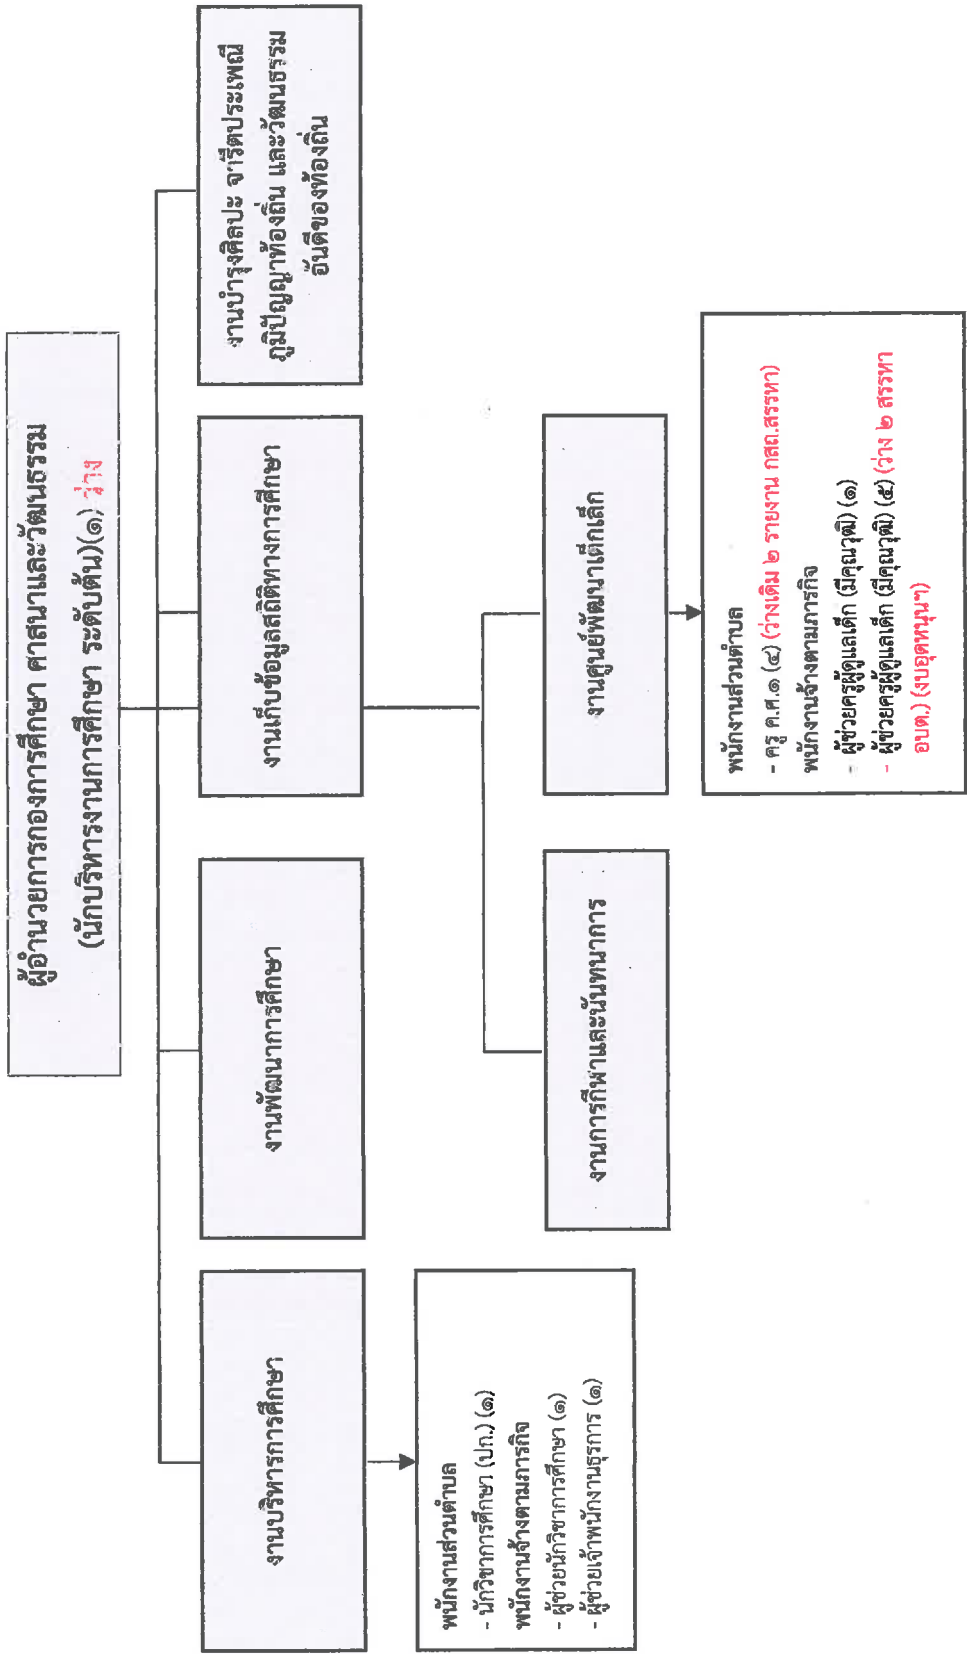 ผู้อำนวยการกองการศึกษา ศาสนาและวัฒนธรรม
(นักบริหารงานการศึกษา ระดับต้น)(๑) ว่าง
งานบริหารการศึกษา
งานพัฒนาการศึกษา
งานเก็บข้อมูลสถิติทางการศึกษา
งานบำรุงศิลปะ จารีตประเพณี
ภูมิปัญญาท้องถิ่น และวัฒนธรรม
อันดีของท้องถิ่น
พนักงานส่วนตำบล
- นักวิชาการศึกษา (ปก.) (๑)
พนักงานจ้างตามภารกิจ
- ผู้ช่วยนักวิชาการศึกษา (๑)
- ผู้ช่วยเจ้าพนักงานธุรการ (๑)
งานการกีฬาและนันทนาการ
งานศูนย์พัฒนาเด็กเล็ก
พนักงานส่วนตำบล
- ครู ค.ศ.๑ (๔) (ว่างเดิม ๒ รายงาน กสถ.สรรหา)
พนักงานจ้างตามภารกิจ
- ผู้ช่วยครูผู้ดูแลเด็ก (มีคุณวุฒิ) (๑)
- ผู้ช่วยครูผู้ดูแลเด็ก (มีคุณวุฒิ) (๕) (ว่าง ๒ สรรหา
อบต.) (งบอุดหนุนฯ)